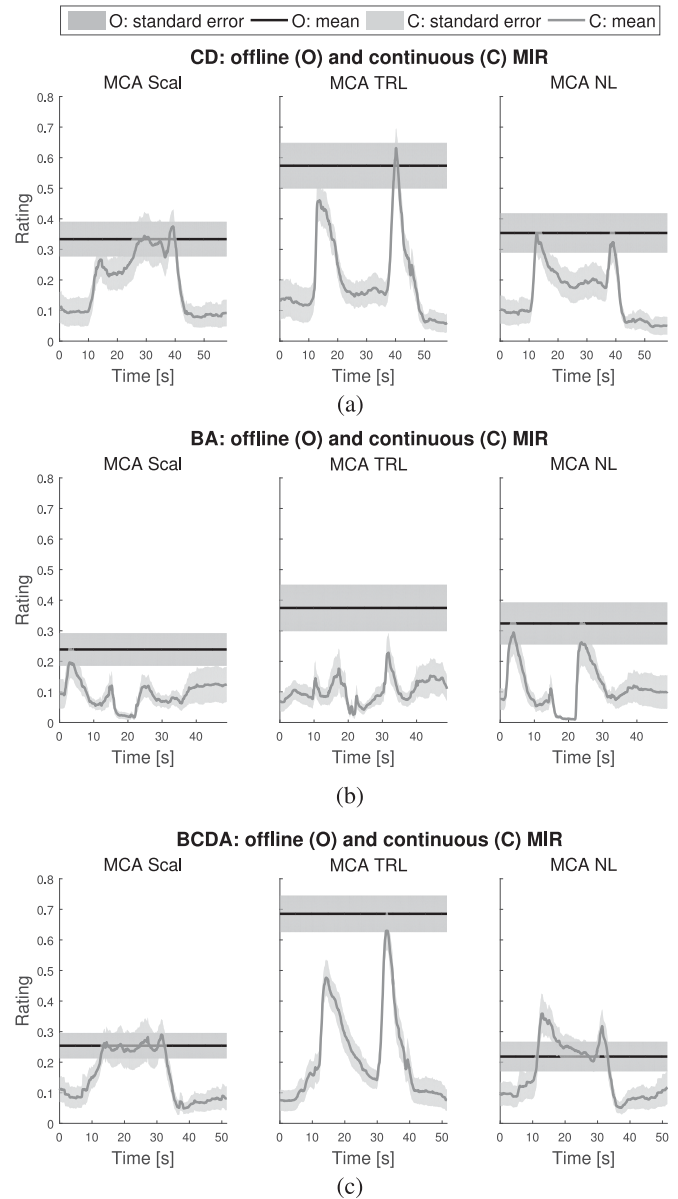 O: standard error O: mean C: standard error C: mean
CD: offline (O) and continuous (C) MIR
MCA Scal MCA TRL MCA NL
0.8
0.7
0.6
0.5
0.4
0.3
0.2
0.1
0
Rating
0 10 20 30 40 50 0 10 20 30 40 50 0 10 20 30 40 50
Time [s] Time [s] Time [s]
(a)
BA: offline (O) and continuous (C) MIR
MCA Scal MCA TRL MCA NL
0.8
0.7
0.6
0.5
0.4
0.3
0.2
0.1
0
Rating
0 10 20 30 40 0 10 20 30 40 0 10 20 30 40
Time [s] Time [s] Time [s]
(b)
BCDA: offline (O) and continuous (C) MIR
MCA Scal MCA TRL MCA NL
0.8
0.7
0.6
0.5
0.4
0.3
0.2
0.1
0
Rating
0 10 20 30 40 50 0 10 20 30 40 50 0 10 20 30 40 50
Time [s] Time [s] Time [s]
(c)